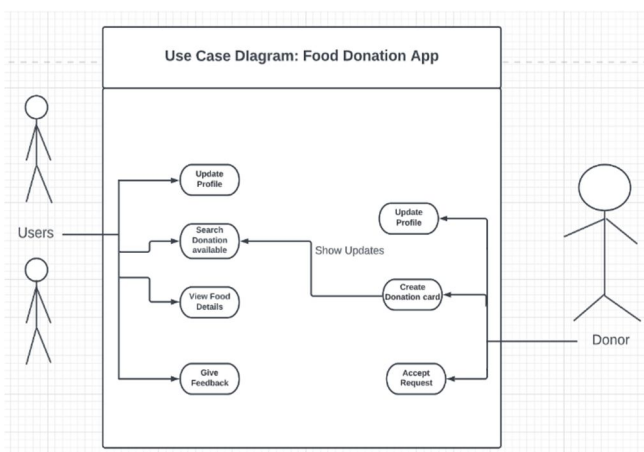 Use Case DIagram: Food Donation App
Users
Update
Profile
Search
Donation
available
View Food
Details
Give
Feedback
Show Updates
Update
Profile
Create
Donation card
Accept
Request
Donor